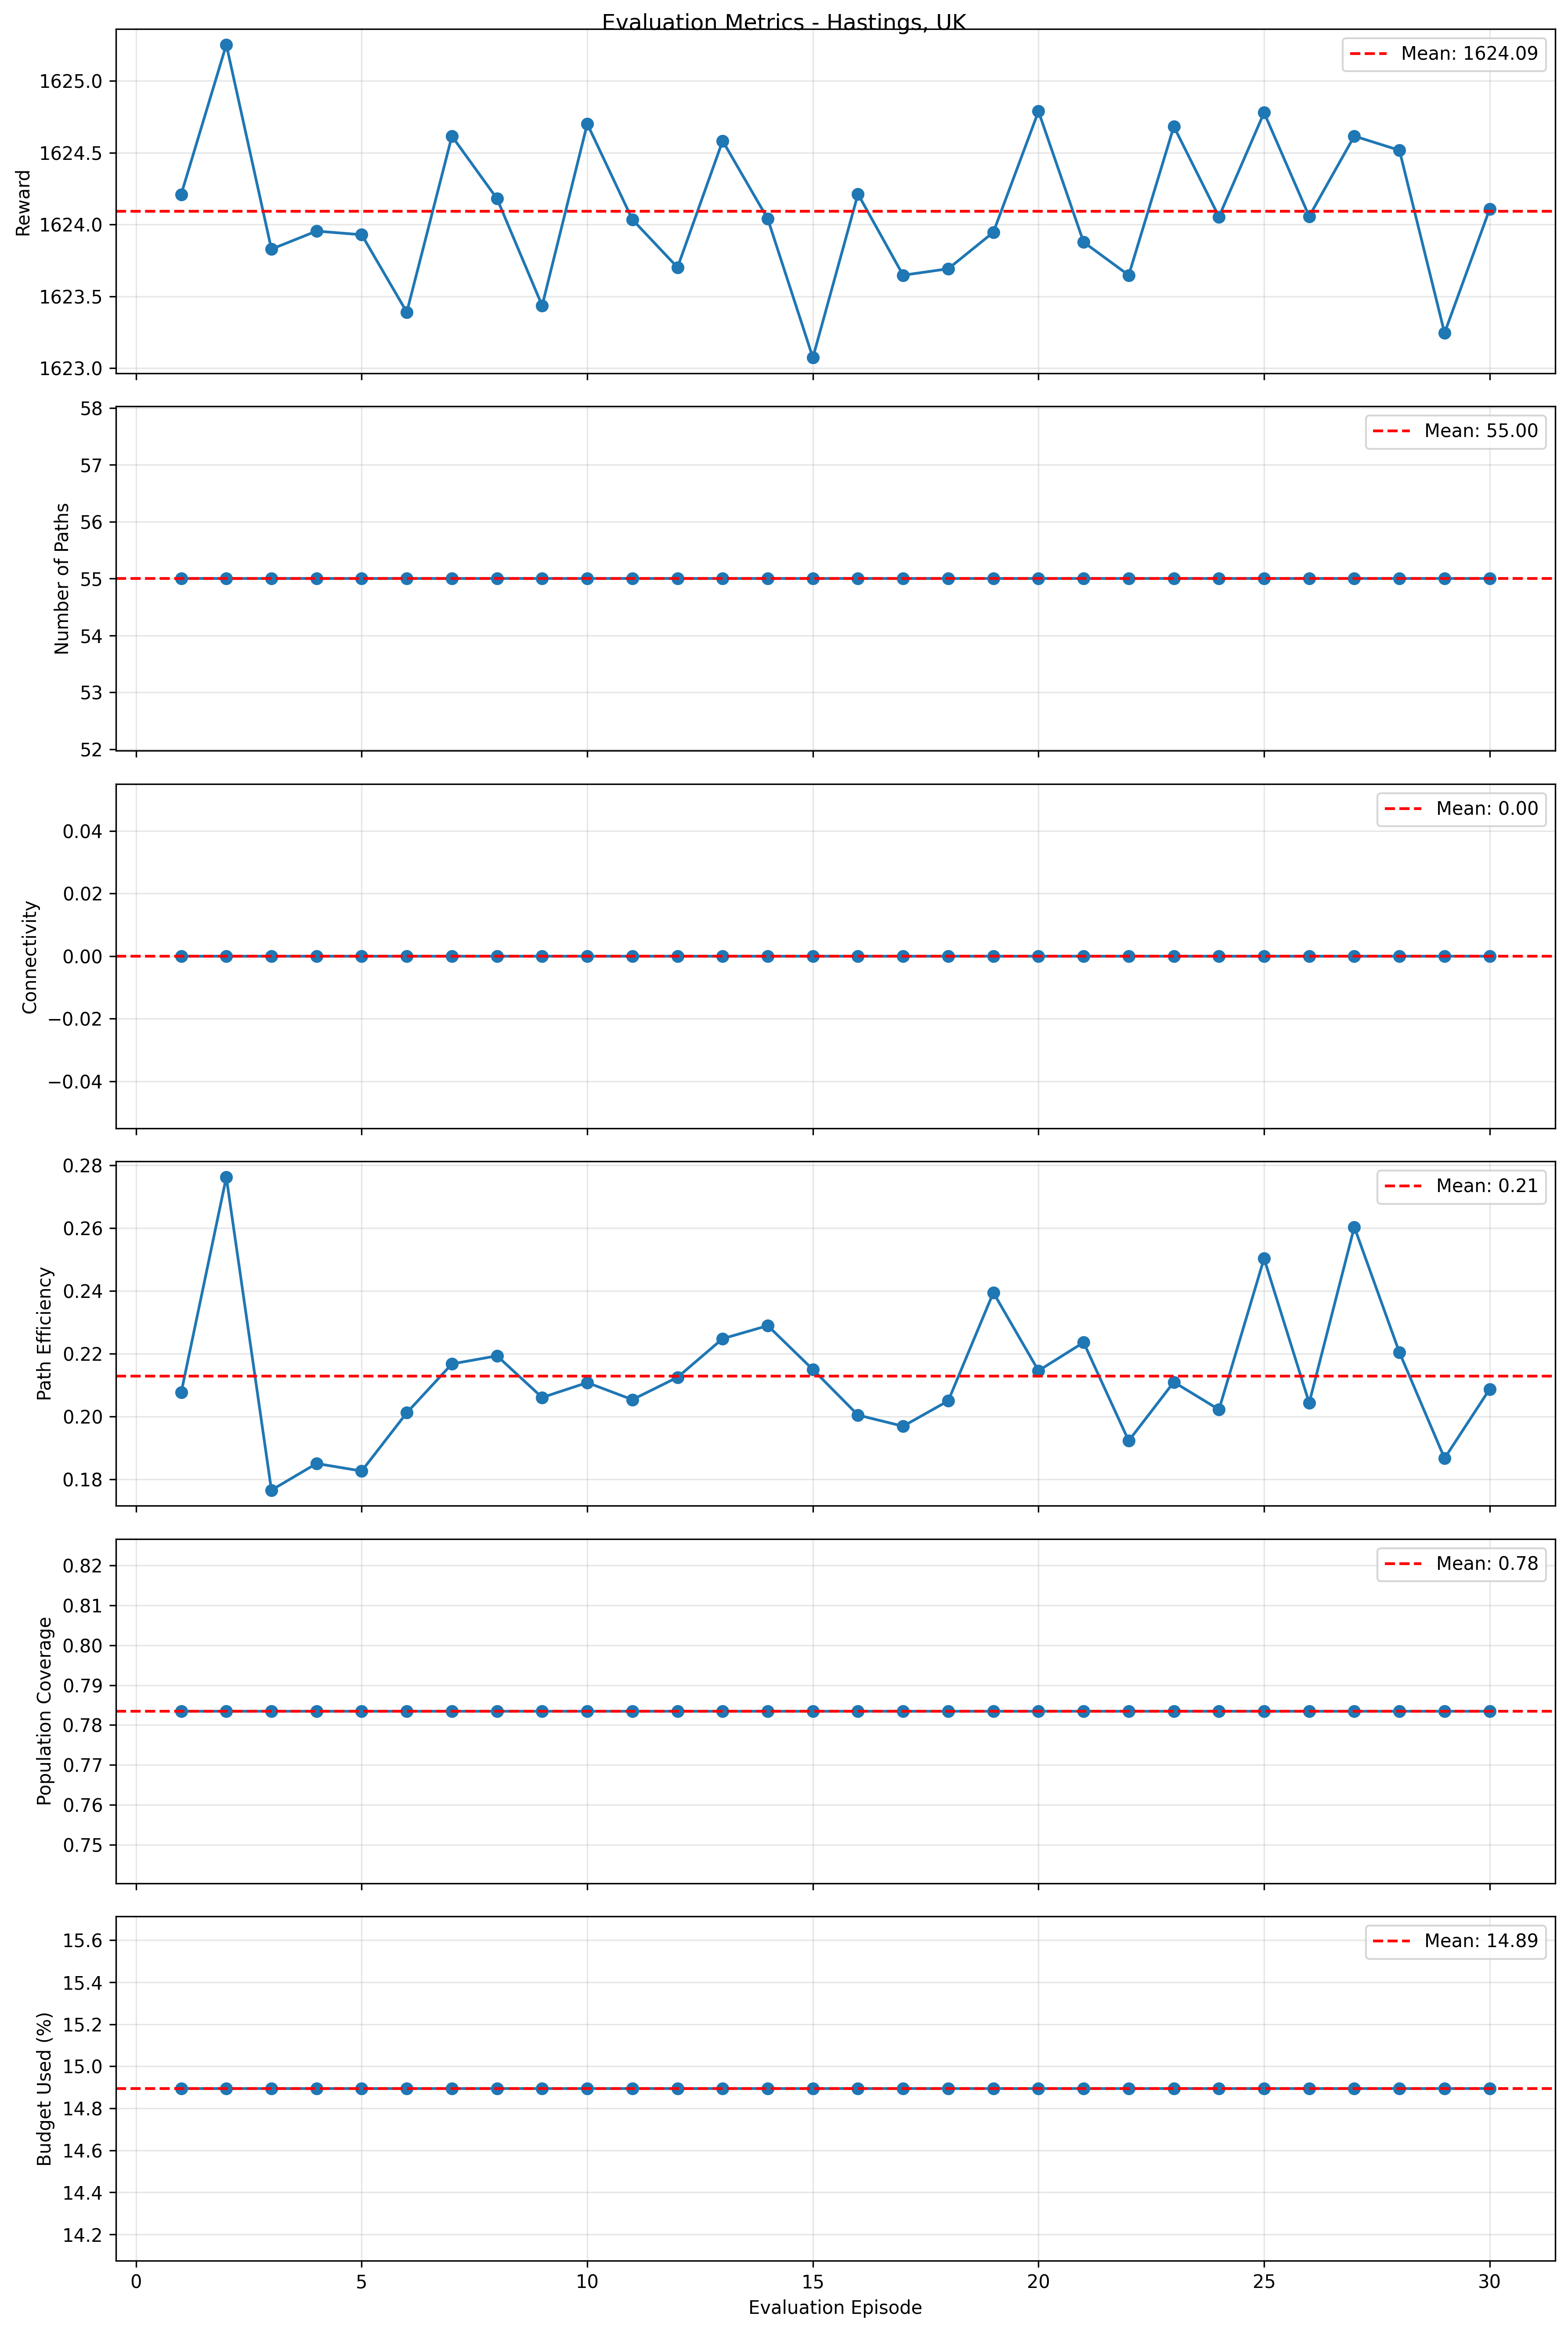 Evaluation Metrics - Hastings, UK
Mean: 1624.09
1625.0
1624.5
1624.0
1623.5
1623.0
Reward
Mean: 55.00
58
57
56
55
54
53
52
Number of Paths
Mean: 0.00
0.04
0.02
0.00
−0.02
−0.04
Connectivity
Mean: 0.21
0.28
0.26
0.24
0.22
0.20
0.18
Path Efficiency
Mean: 0.78
0.82
0.81
0.80
0.79
0.78
0.77
0.76
0.75
Population Coverage
Mean: 14.89
15.6
15.4
15.2
15.0
14.8
14.6
14.4
14.2
Budget Used (%)
0 5 10 15 20 25 30
Evaluation Episode